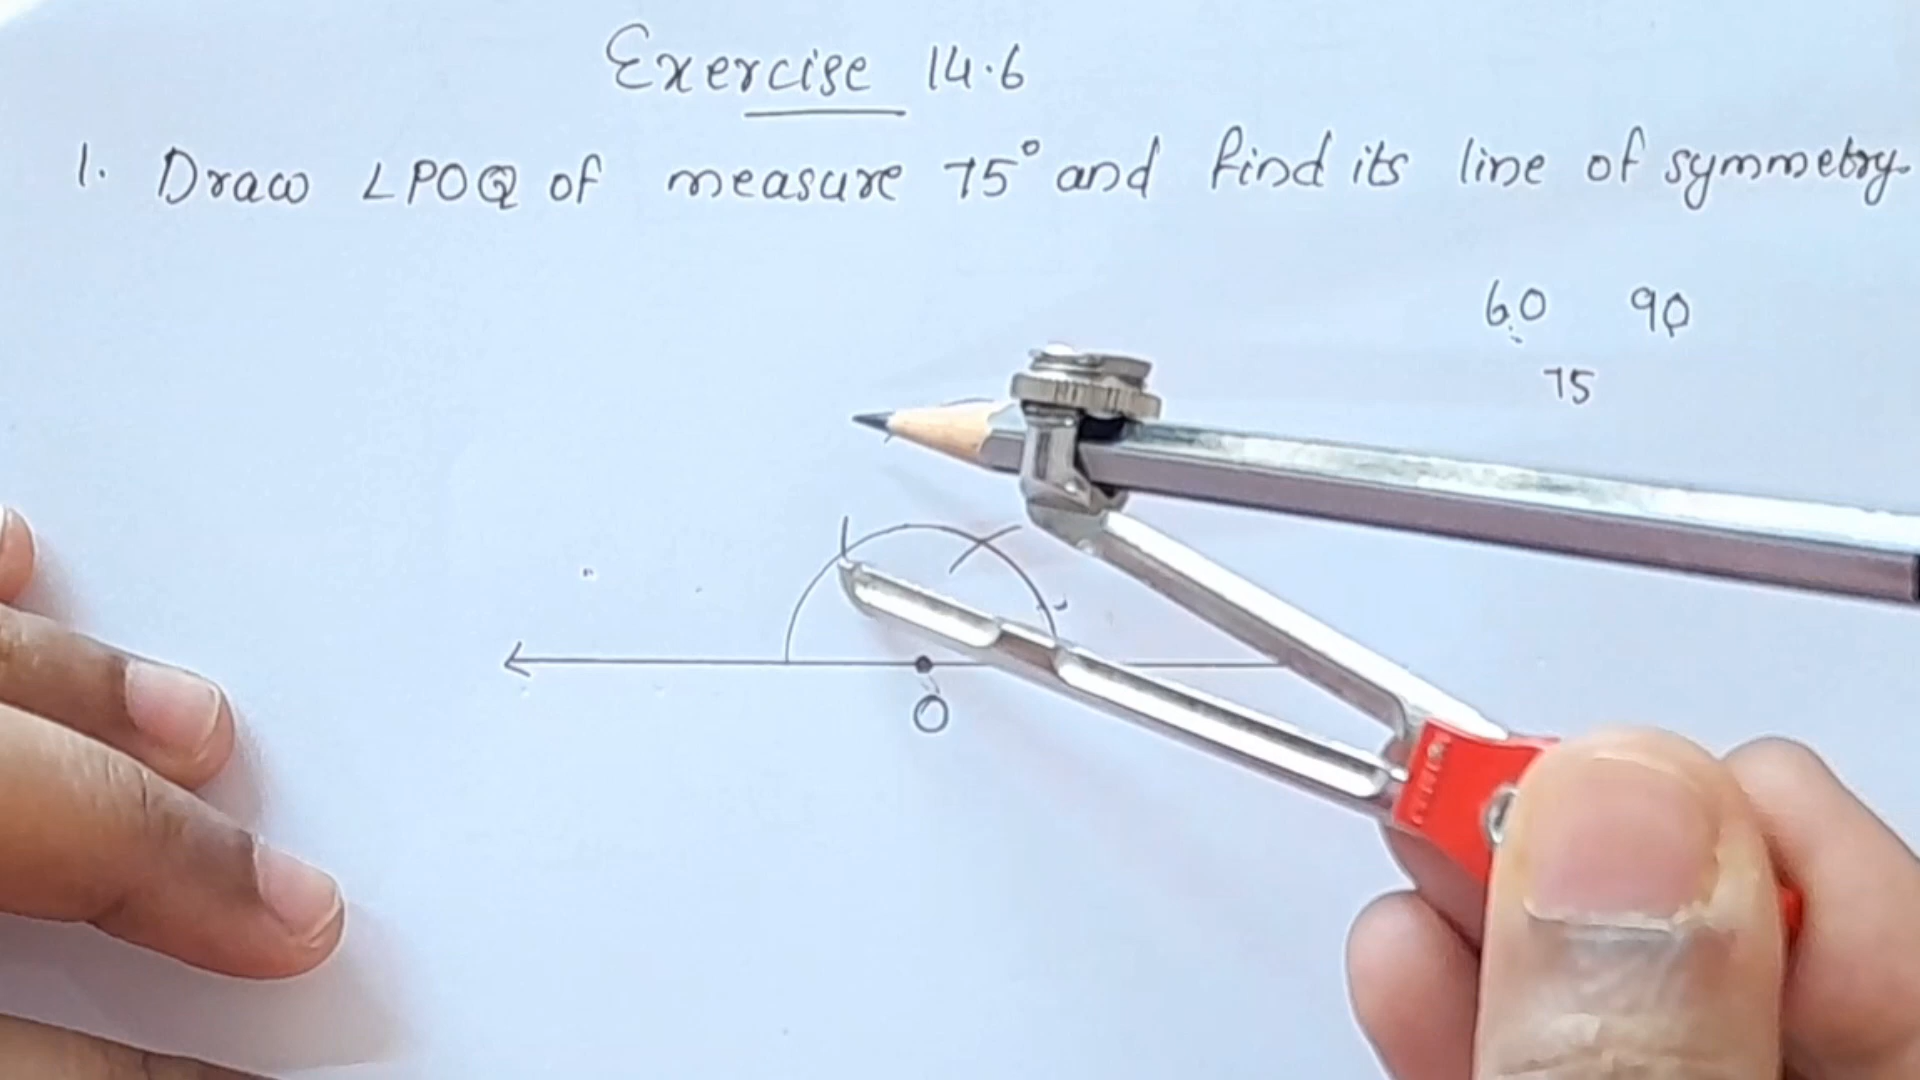 Exercise 14.6
1. Draw ∠POQ of measure 75° and find its line of symmetry.
60 90
75
O